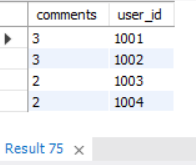 comments user_id
3 1001
3 1002
2 1003
2 1004
Result 75